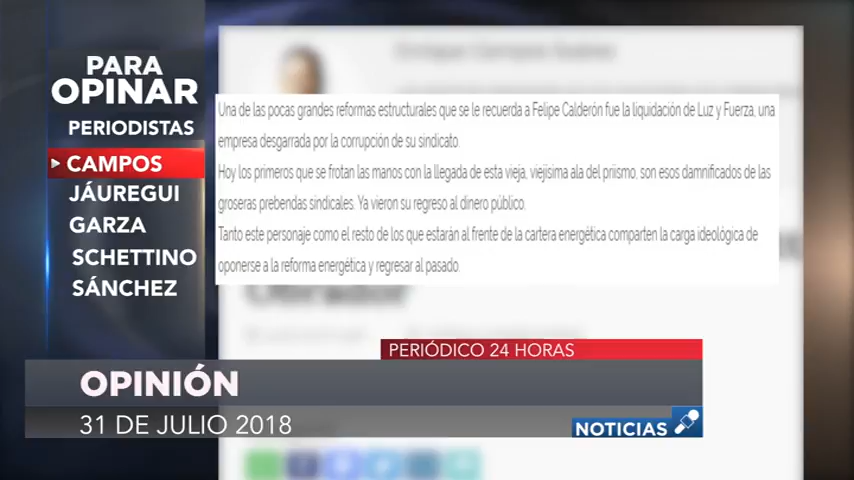 PARA
OPINAR
PERIODISTAS
CAMPOS
JÁUREGUI
GARZA
SCHETTINO
SÁNCHEZ
Enrique Campos Suárez
Una de las pocas grandes reformas estructurales que se le recuerda a Felipe Calderón fue la liquidación de Luz y Fuerza, una
empresa desgarrada por la corrupción de su sindicato.
Hoy los primeros que se frotan las manos con la llegada de esta vieja, viejísima ala del priismo, son esos damnificados de las
groseras prebendas sindicales. Ya vieron su regreso al dinero público.
Tanto este personaje como el resto de los que estarán al frente de la cartera energética comparten la carga ideológica de
oponerse a la reforma energética y regresar al pasado.
Obrador
PERIÓDICO 24 HORAS
OPINIÓN
31 DE JULIO 2018
NOTICIAS